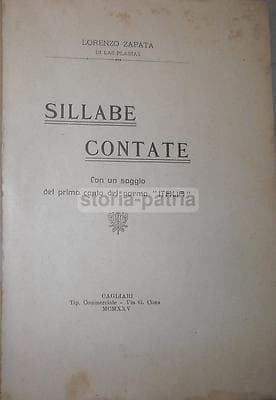 LORENZO ZAPATA
DI LAS PLASSAS
SILLABE
CONTATE
Con un saggio
del primo canto del poema "ITALIA"
storia-patria
CAGLIARI
Tip. Commerciale - Via G. Cima
MCMXXV